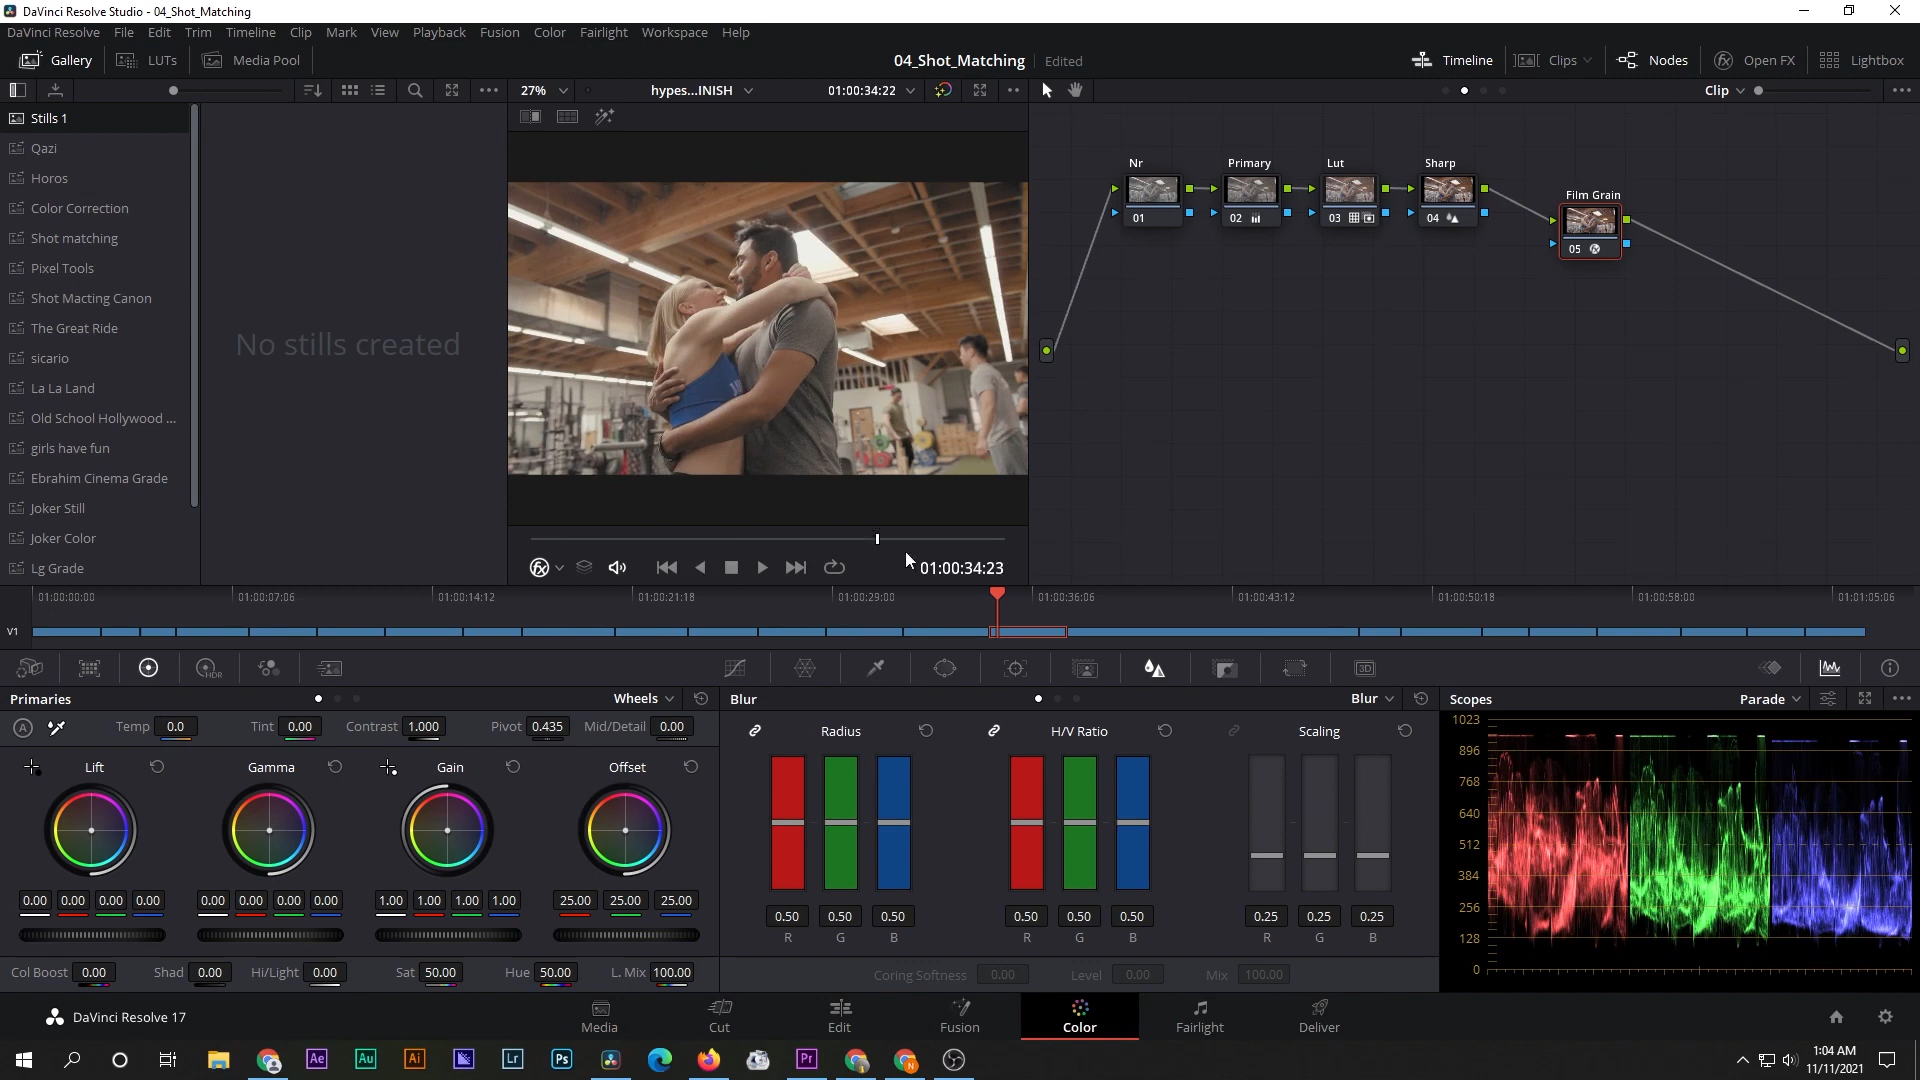 DaVinci Resolve Studio - 04_Shot_Matching
DaVinci Resolve File Edit Trim Timeline Clip Mark View Playback Fusion Color Fairlight Workspace Help
Gallery LUTs Media Pool 04_Shot_Matching Edited Timeline Clips Nodes Open FX Lightbox
27% hypes...INISH 01:00:34:22 Clip
Stills 1
Qazi
Horos
Color Correction
Shot matching
Pixel Tools
Shot Macting Canon
The Great Ride
sicario
La La Land
Old School Hollywood ...
girls have fun
Ebrahim Cinema Grade
Joker Still
Joker Color
Lg Grade
No stills created
Nr Primary Lut Sharp
Film Grain
01 02 03 04
05
01:00:34:23
01:00:00:00 01:00:07:06 01:00:14:12 01:00:21:18 01:00:29:00 01:00:36:06 01:00:43:12 01:00:50:18 01:00:58:00 01:01:05:06
V1
HDR 3D
Primaries Wheels
Temp 0.0 Tint 0.00 Contrast 1.000 Pivot 0.435 Mid/Detail 0.00
Lift Gamma Gain Offset
0.00 0.00 0.00 0.00 0.00 0.00 0.00 0.00 1.00 1.00 1.00 1.00 25.00 25.00 25.00
Col Boost 0.00 Shad 0.00 Hi/Light 0.00 Sat 50.00 Hue 50.00 L. Mix 100.00
Blur Blur
Radius H/V Ratio Scaling
0.50 0.50 0.50 0.50 0.50 0.50 0.25 0.25 0.25
R G B R G B R G B
Coring Softness 0.00 Level 0.00 Mix 100.00
Scopes Parade
1023
896
768
640
512
384
256
128
0
DaVinci Resolve 17
Media Cut Edit Fusion Color Fairlight Deliver
Ae Au Ai Lr Ps Pr
1:04 AM
11/11/2021